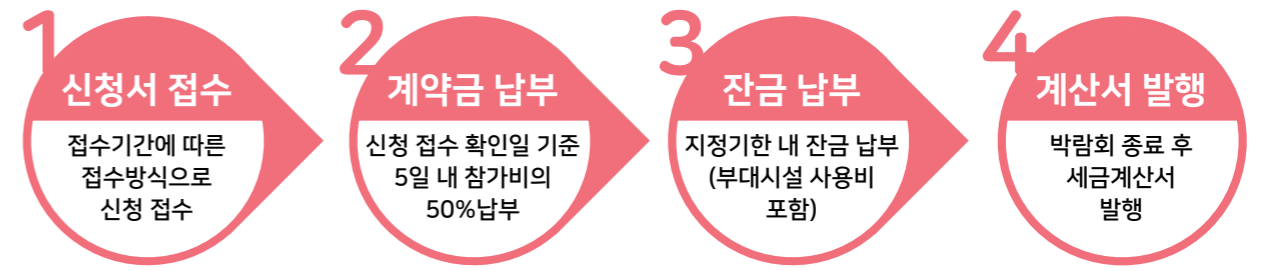 1
신청서 접수
접수기간에 따른
접수방식으로
신청 접수
2
계약금 납부
신청 접수 확인일 기준
5일 내 참가비의
50%납부
3
잔금 납부
지정기한 내 잔금 납부
(부대시설 사용비
포함)
4
계산서 발행
박람회 종료 후
세금계산서
발행